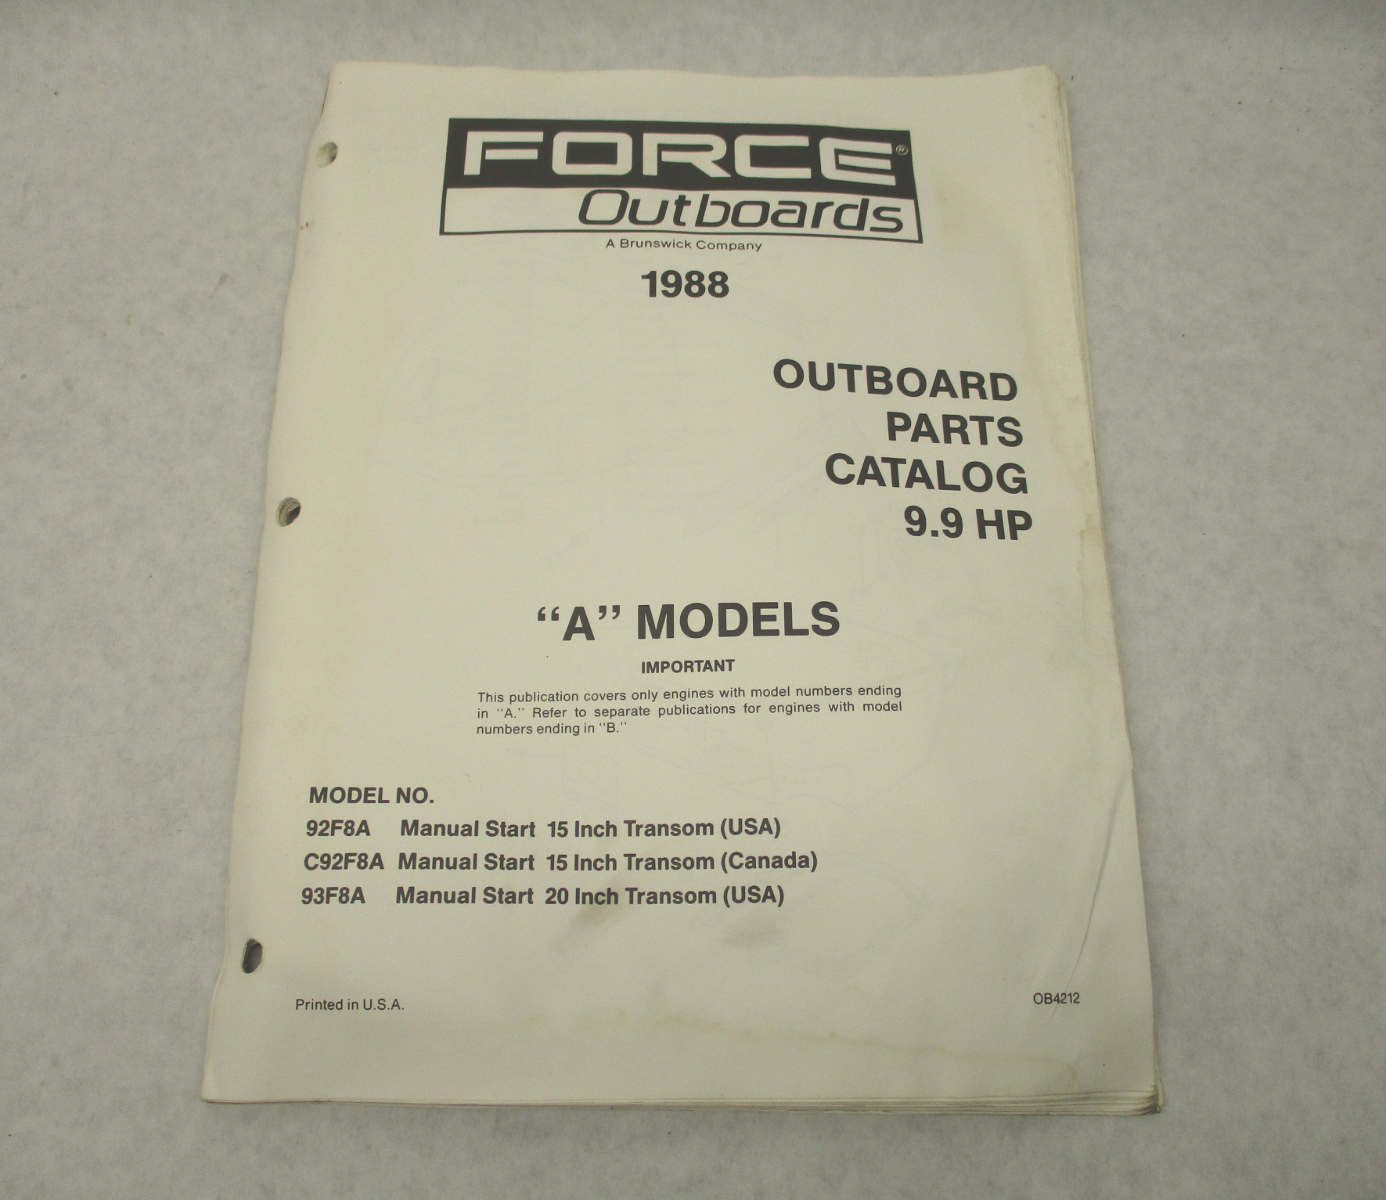 FORCE®
Outboards
A Brunswick Company
1988
OUTBOARD
PARTS
CATALOG
9.9 HP
“A” MODELS
IMPORTANT
This publication covers only engines with model numbers ending
in “A.” Refer to separate publications for engines with model
numbers ending in “B.”
MODEL NO.
92F8A Manual Start 15 Inch Transom (USA)
C92F8A Manual Start 15 Inch Transom (Canada)
93F8A Manual Start 20 Inch Transom (USA)
Printed in U.S.A.
OB4212